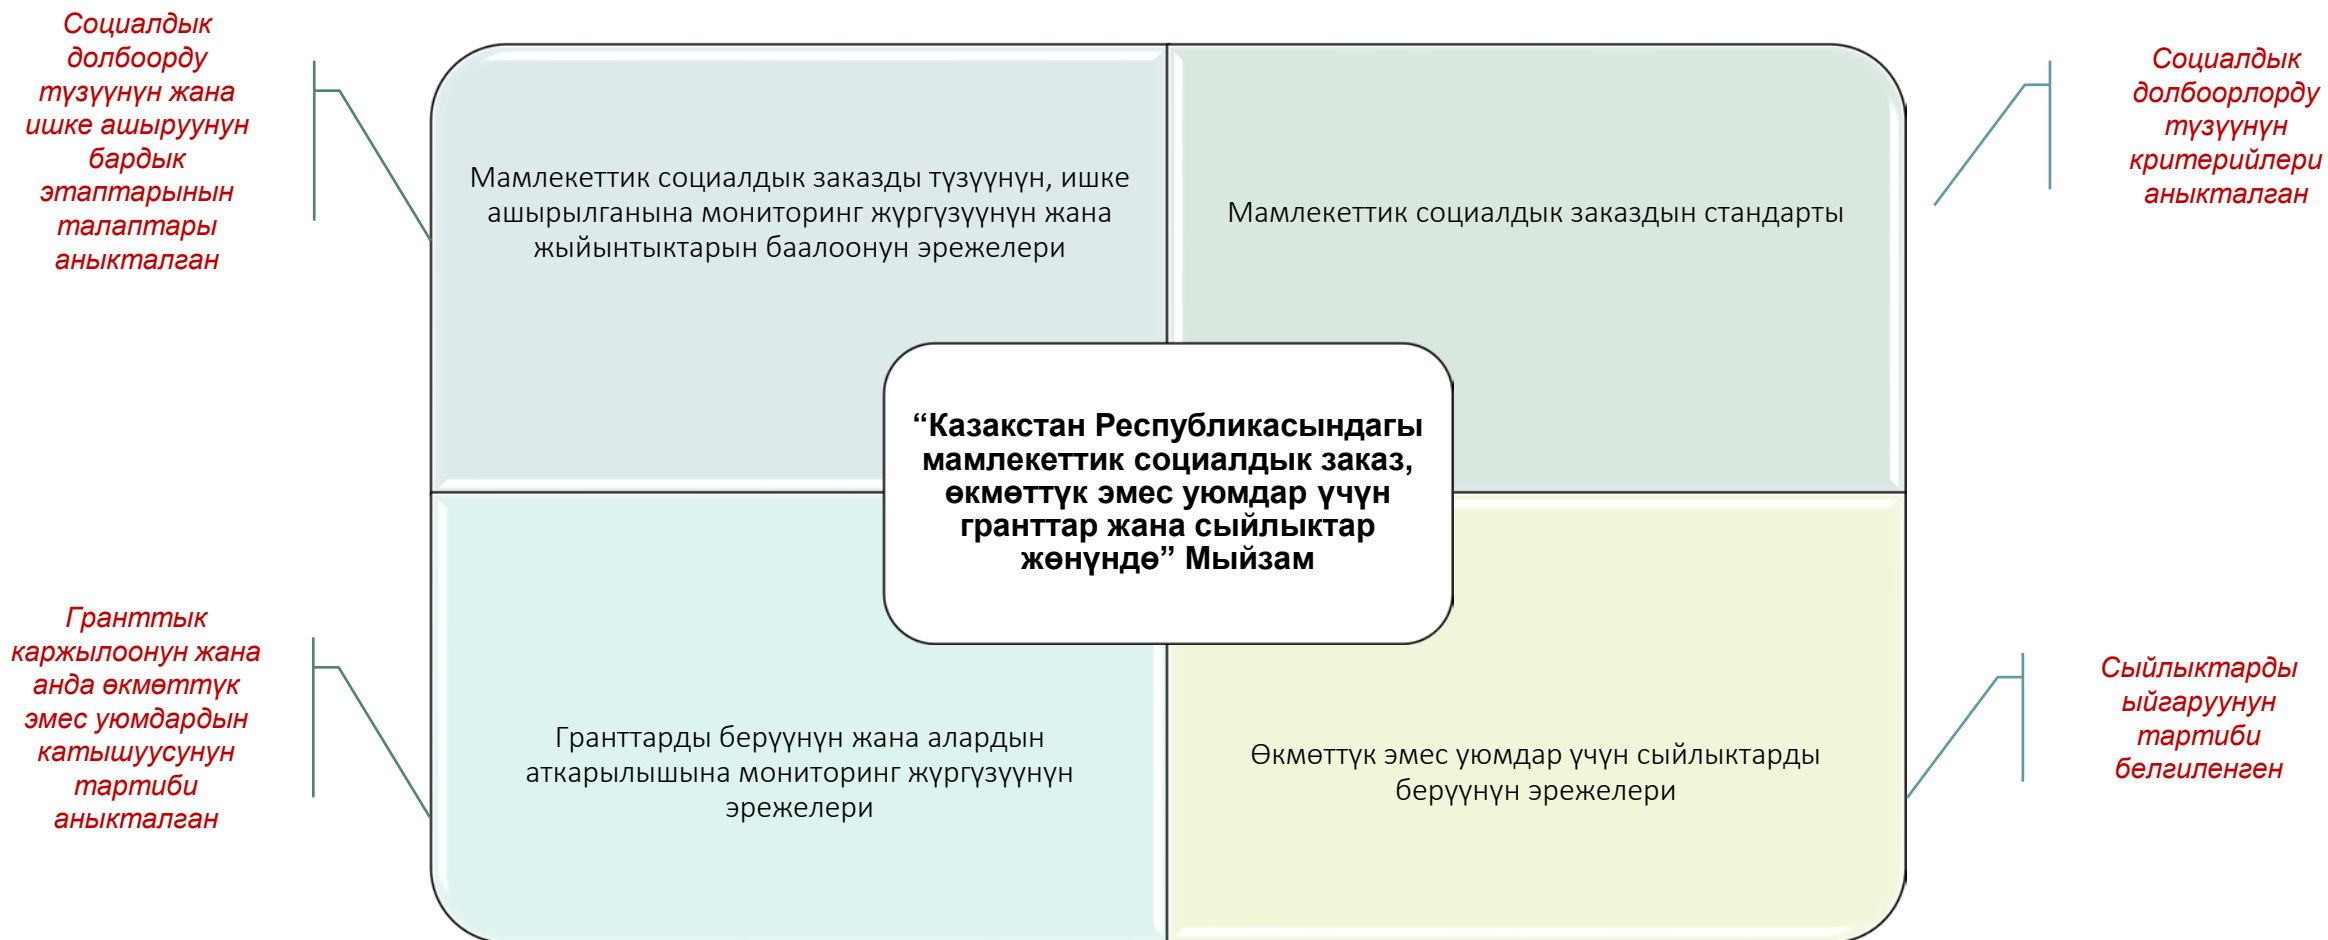 Социалдык
долбоорду
түзүүнүн жана
ишке ашыруунун
бардык
этаптарынын
талаптары
аныкталган
Мамлекеттик социалдык заказды түзүүнүн, ишке
ашырылганына мониторинг жүргүзүүнүн жана
жыйынтыктарын баалоонун эрежелери
Мамлекеттик социалдык заказдын стандарты
Социалдык
долбоорлорду
түзүүнүн
критерийлери
аныкталган
“Казакстан Республикасындагы
мамлекеттик социалдык заказ,
өкмөттүк эмес уюмдар үчүн
гранттар жана сыйлыктар
жөнүндө” Мыйзам
Гранттык
каржылоонун жана
анда өкмөттүк
эмес уюмдардын
катышуусунун
тартиби
аныкталган
Гранттарды берүүнүн жана алардын
аткарылышына мониторинг жүргүзүүнүн
эрежелери
Өкмөттүк эмес уюмдар үчүн сыйлыктарды
берүүнүн эрежелери
Сыйлыктарды
ыйгаруунун
тартиби
белгиленген